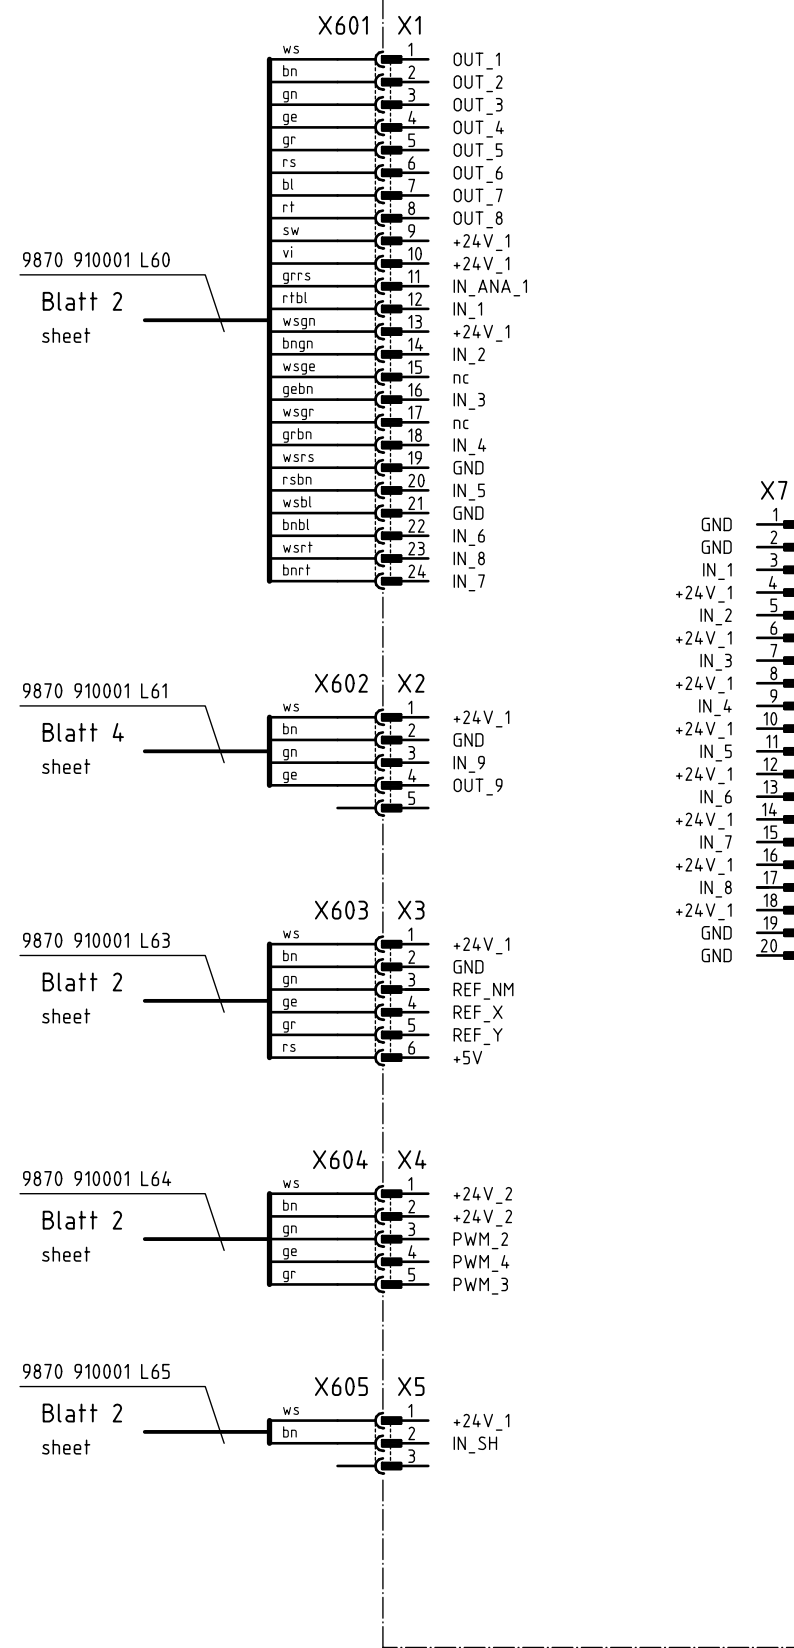 X601 X1
ws 1 OUT_1
bn 2 OUT_2
gn 3 OUT_3
ge 4 OUT_4
gr 5 OUT_5
rs 6 OUT_6
bl 7 OUT_7
rt 8 OUT_8
sw 9 +24V_1
vi 10 +24V_1
grrs 11 IN_ANA_1
rtbl 12 IN_1
wsgn 13 +24V_1
bngn 14 IN_2
wsge 15 nc
gebn 16 IN_3
wsgr 17 nc
grbn 18 IN_4
wsrs 19 GND
rsbn 20 IN_5
wsbl 21 GND
bnbl 22 IN_6
wsrt 23 IN_8
bnrt 24 IN_7
9870 910001 L60
Blatt 2
sheet
X602 X2
ws 1 +24V_1
bn 2 GND
gn 3 IN_9
ge 4 OUT_9
5
9870 910001 L61
Blatt 4
sheet
X603 X3
ws 1 +24V_1
bn 2 GND
gn 3 REF_NM
ge 4 REF_X
gr 5 REF_Y
rs 6 +5V
9870 910001 L63
Blatt 2
sheet
X604 X4
ws 1 +24V_2
bn 2 +24V_2
gn 3 PWM_2
ge 4 PWM_4
gr 5 PWM_3
9870 910001 L64
Blatt 2
sheet
X605 X5
ws 1 +24V_1
bn 2 IN_SH
3
9870 910001 L65
Blatt 2
sheet
X7
GND 1
GND 2
IN_1 3
+24V_1 4
IN_2 5
+24V_1 6
IN_3 7
+24V_1 8
IN_4 9
+24V_1 10
IN_5 11
+24V_1 12
IN_6 13
+24V_1 14
IN_7 15
+24V_1 16
IN_8 17
+24V_1 18
GND 19
GND 20